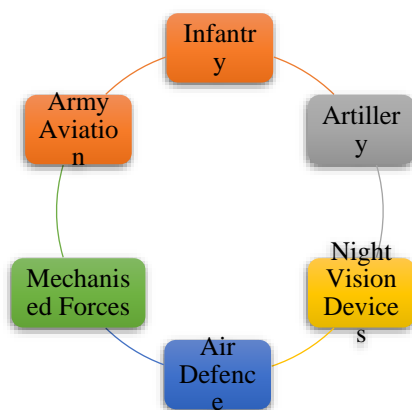 Infantr
y
Artiller
y
Night
Vision
Device
s
Air
Defenc
e
Mechanis
ed Forces
Army
Aviatio
n